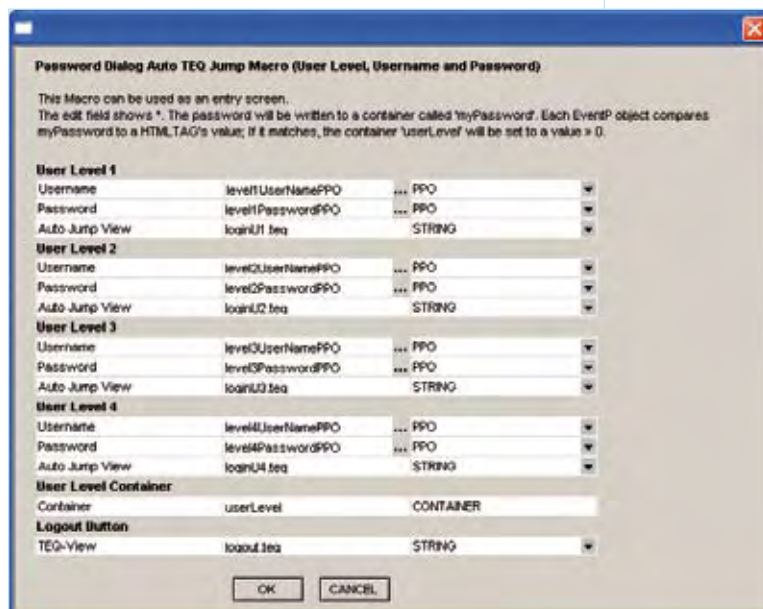 Password Dialog Auto TEQ Jump Macro (User Level, Username and Password)
This Macro can be used as an entry screen.
The edit field shows *. The password will be written to a container called 'myPassword'. Each EventP object compares
myPassword to a HTMLTAG's value; if it matches, the container 'userLevel' will be set to a value > 0.
User Level 1
Username level1UserNamePPO ... PPO
Password level1PasswordPPO ... PPO
Auto Jump View loginU1.teq STRING
User Level 2
Username level2UserNamePPO ... PPO
Password level2PasswordPPO ... PPO
Auto Jump View loginU2.teq STRING
User Level 3
Username level3UserNamePPO ... PPO
Password level3PasswordPPO ... PPO
Auto Jump View loginU3.teq STRING
User Level 4
Username level4UserNamePPO ... PPO
Password level4PasswordPPO ... PPO
Auto Jump View loginU4.teq STRING
User Level Container
Container userLevel CONTAINER
Logout Button
TEQ-View logout.teq STRING
OK CANCEL